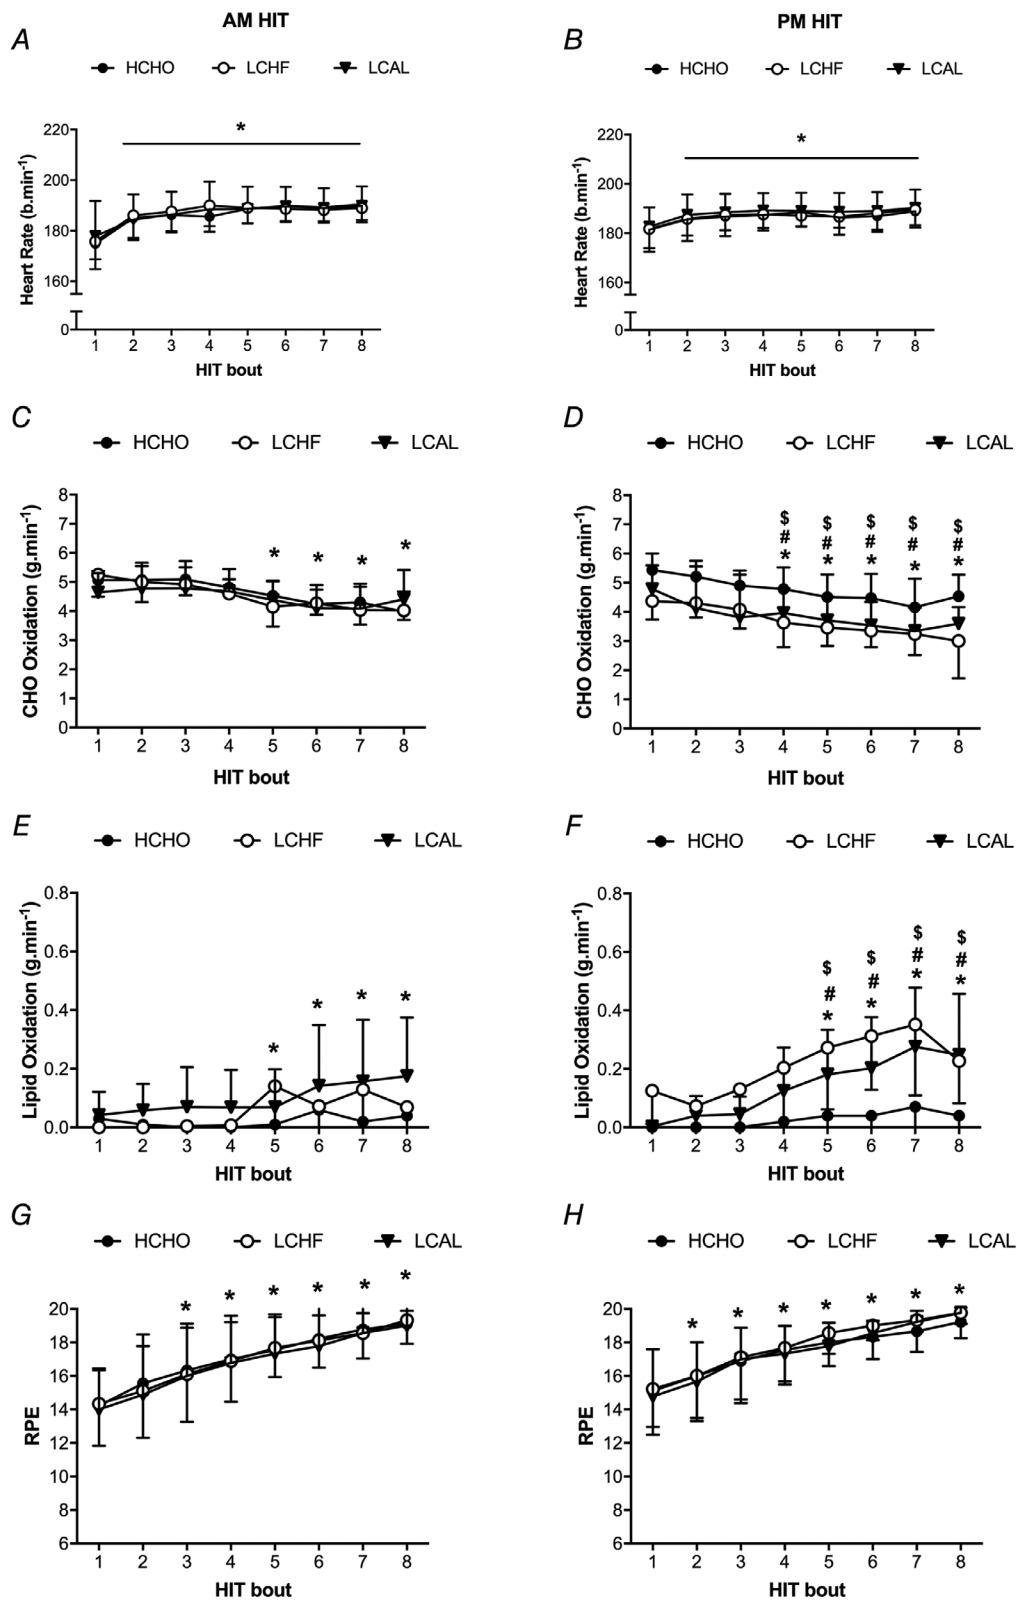 AM HIT
PM HIT
A
B
HCHO LCHF LCAL
HCHO LCHF LCAL
220
200
180
160
0
Heart Rate (b.min-1)
*
1 2 3 4 5 6 7 8
HIT bout
220
200
180
160
0
Heart Rate (b.min-1)
*
1 2 3 4 5 6 7 8
HIT bout
C
HCHO LCHF LCAL
8
7
6
5
4
3
2
1
0
CHO Oxidation (g.min-1)
* * * *
1 2 3 4 5 6 7 8
HIT bout
D
HCHO LCHF LCAL
8
7
6
5
4
3
2
1
0
CHO Oxidation (g.min-1)
$ $ $ $ $
# # # # #
* * * * *
1 2 3 4 5 6 7 8
HIT bout
E
HCHO LCHF LCAL
0.8
0.6
0.4
0.2
0.0
Lipid Oxidation (g.min-1)
* * * *
1 2 3 4 5 6 7 8
HIT bout
F
HCHO LCHF LCAL
0.8
0.6
0.4
0.2
0.0
Lipid Oxidation (g.min-1)
$ $ $ $
# # # #
* * * *
1 2 3 4 5 6 7 8
HIT bout
G
HCHO LCHF LCAL
20
18
16
14
12
10
8
6
RPE
* * * * * *
1 2 3 4 5 6 7 8
HIT bout
H
HCHO LCHF LCAL
20
18
16
14
12
10
8
6
RPE
* * * * * * *
1 2 3 4 5 6 7 8
HIT bout